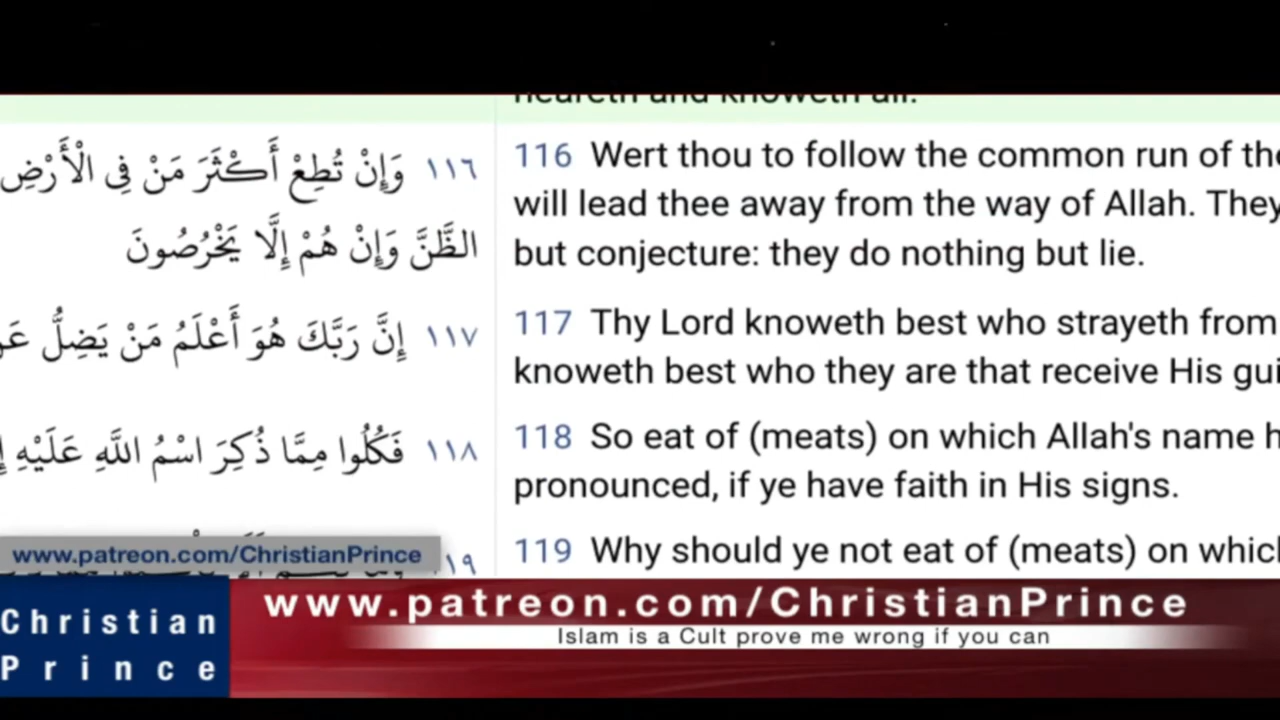 heareth and knoweth all.
١١٦ وَإِنْ تُطِعْ أَكْثَرَ مَنْ فِى الْأَرْضِ
الظَّنَّ وَإِنْ هُمْ إِلَّا يَخْرُصُونَ
116 Wert thou to follow the common run of
will lead thee away from the way of Allah. They
but conjecture: they do nothing but lie.
١١٧ إِنَّ رَبَّكَ هُوَ أَعْلَمُ مَنْ يَضِلُّ
117 Thy Lord knoweth best who strayeth from
knoweth best who they are that receive His
١١٨ فَكُلُوا مِمَّا ذُكِرَ اسْمُ اللَّهِ عَلَيْهِ
118 So eat of (meats) on which Allah's name
pronounced, if ye have faith in His signs.
119 Why should ye not eat of (meats) on
www.patreon.com/ChristianPrince
www.patreon.com/ChristianPrince
Islam is a Cult prove me wrong if you can
Christian
Prince